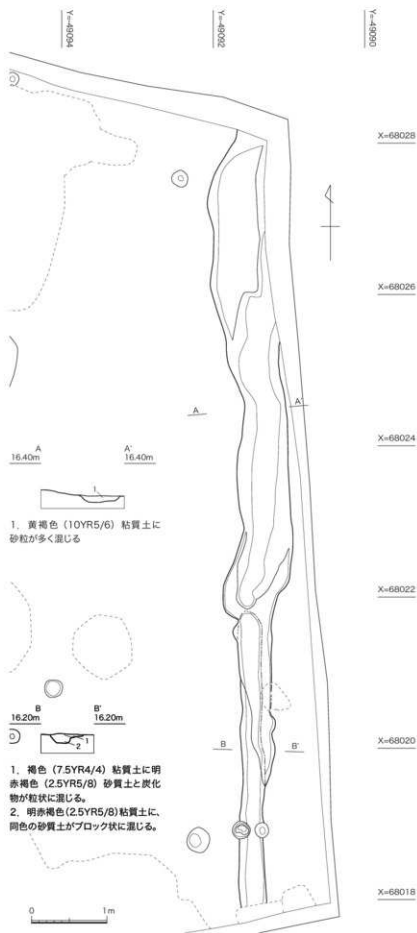 Y=-49094
Y=-49092
Y=-49090
X=68028
X=68026
A
A'
X=68024
A
A'
16.40m
16.40m
1
1. 黄褐色（10YR5/6）粘質土に
砂粒が多く混じる
X=68022
B
B'
16.20m
16.20m
1
2
X=68020
B
B'
1. 褐色（7.5YR4/4）粘質土に明
赤褐色（2.5YR5/8）砂質土と炭化
物が粒状に混じる。
2. 明赤褐色（2.5YR5/8）粘質土に、
同色の砂質土がブロック状に混じる。
X=68018
0
1m